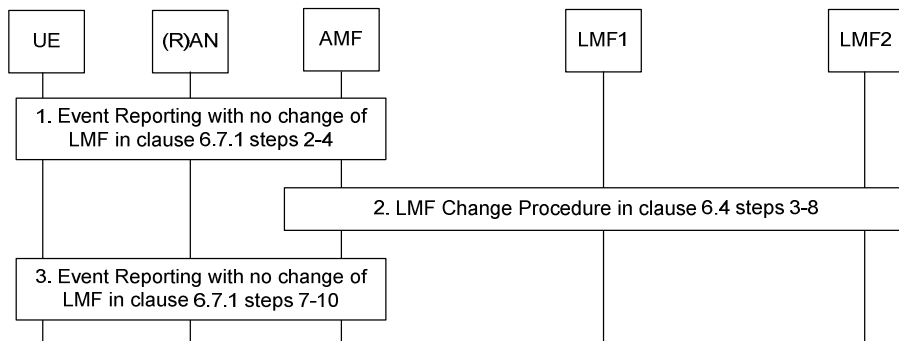 UE
(R)AN
AMF
LMF1
LMF2
1. Event Reporting with no change of
LMF in clause 6.7.1 steps 2-4
2. LMF Change Procedure in clause 6.4 steps 3-8
3. Event Reporting with no change of
LMF in clause 6.7.1 steps 7-10